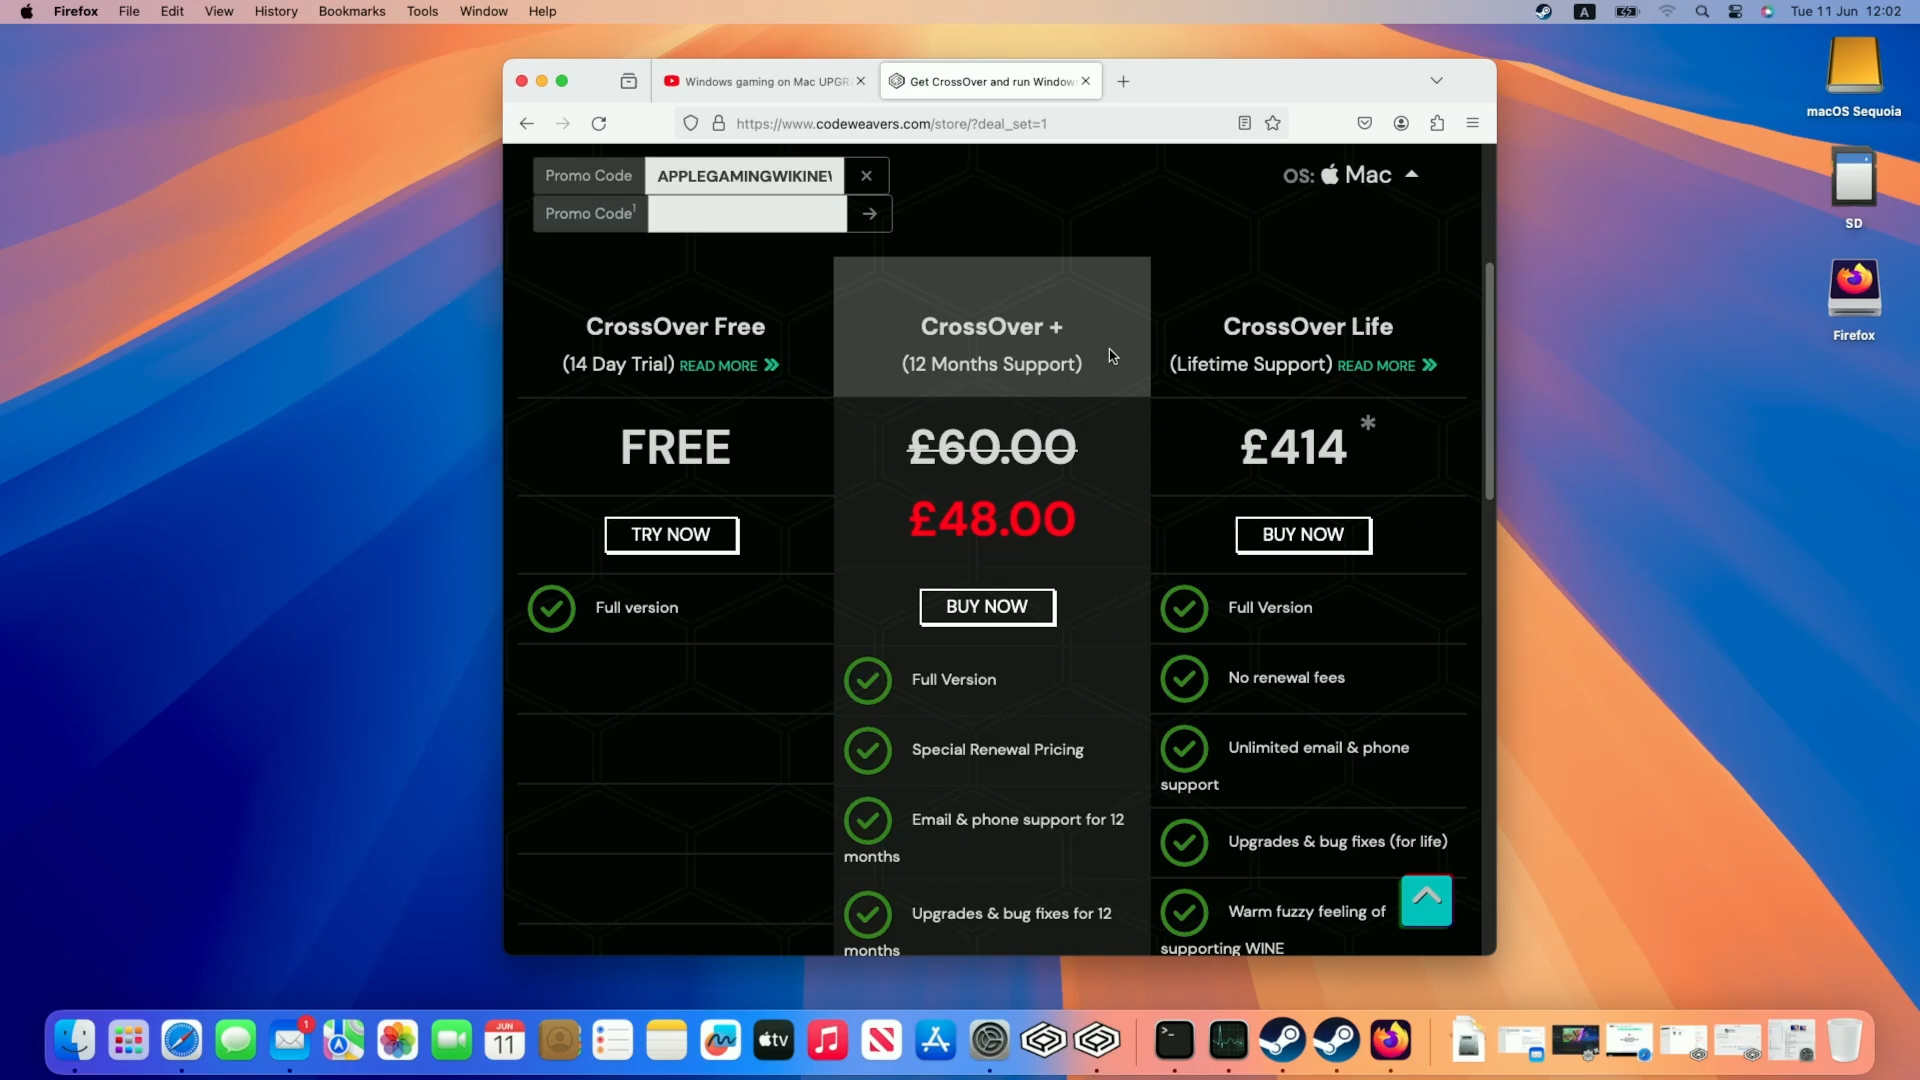 Firefox File Edit View History Bookmarks Tools Window Help
A
Tue 11 Jun 12:02
macOS Sequoia
SD
Firefox
Windows gaming on Mac UPGR
Get CrossOver and run Window
https://www.codeweavers.com/store/?deal_set=1
Promo Code APPLEGAMINGWIKINEW
Promo Code1
OS: Mac
CrossOver Free
(14 Day Trial) READ MORE
FREE
TRY NOW
Full version
CrossOver +
(12 Months Support)
£60.00
£48.00
BUY NOW
Full Version
Special Renewal Pricing
Email & phone support for 12
months
Upgrades & bug fixes for 12
months
CrossOver Life
(Lifetime Support) READ MORE
£414 *
BUY NOW
Full Version
No renewal fees
Unlimited email & phone
support
Upgrades & bug fixes (for life)
Warm fuzzy feeling of
supporting WINE
1
JUN
11
tv